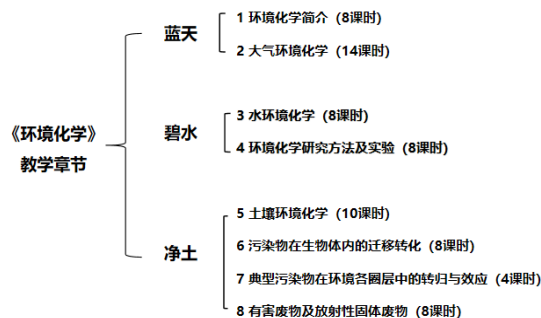 《环境化学》
教学章节
蓝天
1 环境化学简介（8课时）
2 大气环境化学（14课时）
碧水
3 水环境化学（8课时）
4 环境化学研究方法及实验（8课时）
净土
5 土壤环境化学（10课时）
6 污染物在生物体内的迁移转化（8课时）
7 典型污染物在环境各圈层中的转归与效应（4课时）
8 有害废物及放射性固体废物（8课时）